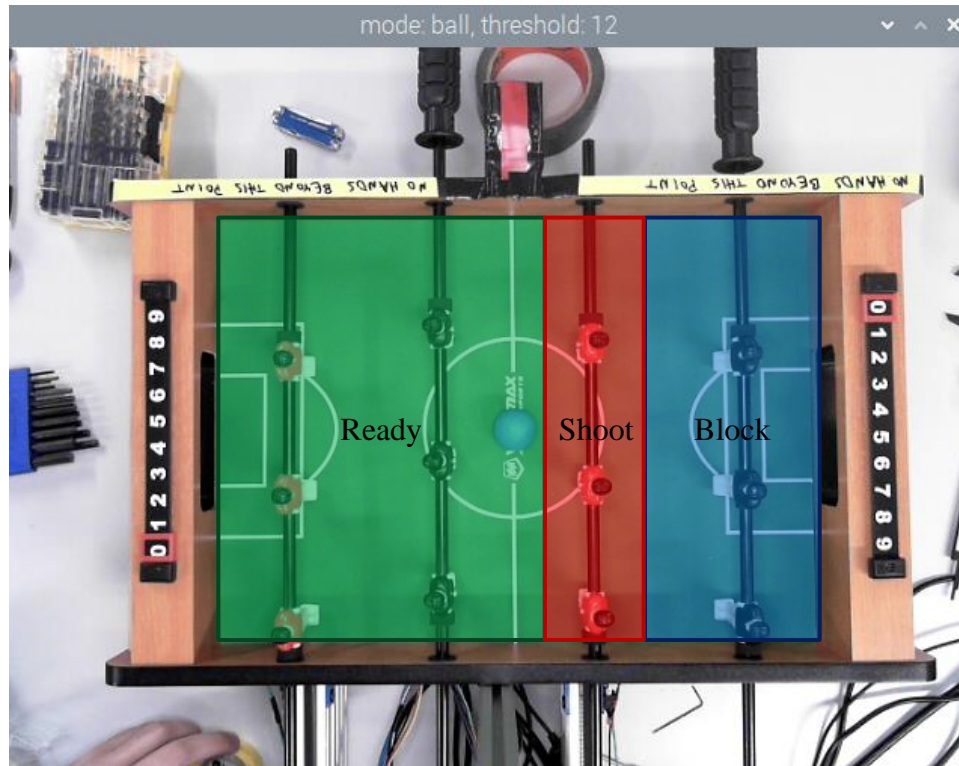 mode: ball, threshold: 12
NO HANDS BEYOND THIS POINT
NO HANDS BEYOND THIS POINT
0 1 2 3 4 5 6 7 8 9
Ready
Shoot
Block
0 1 2 3 4 5 6 7 8 9